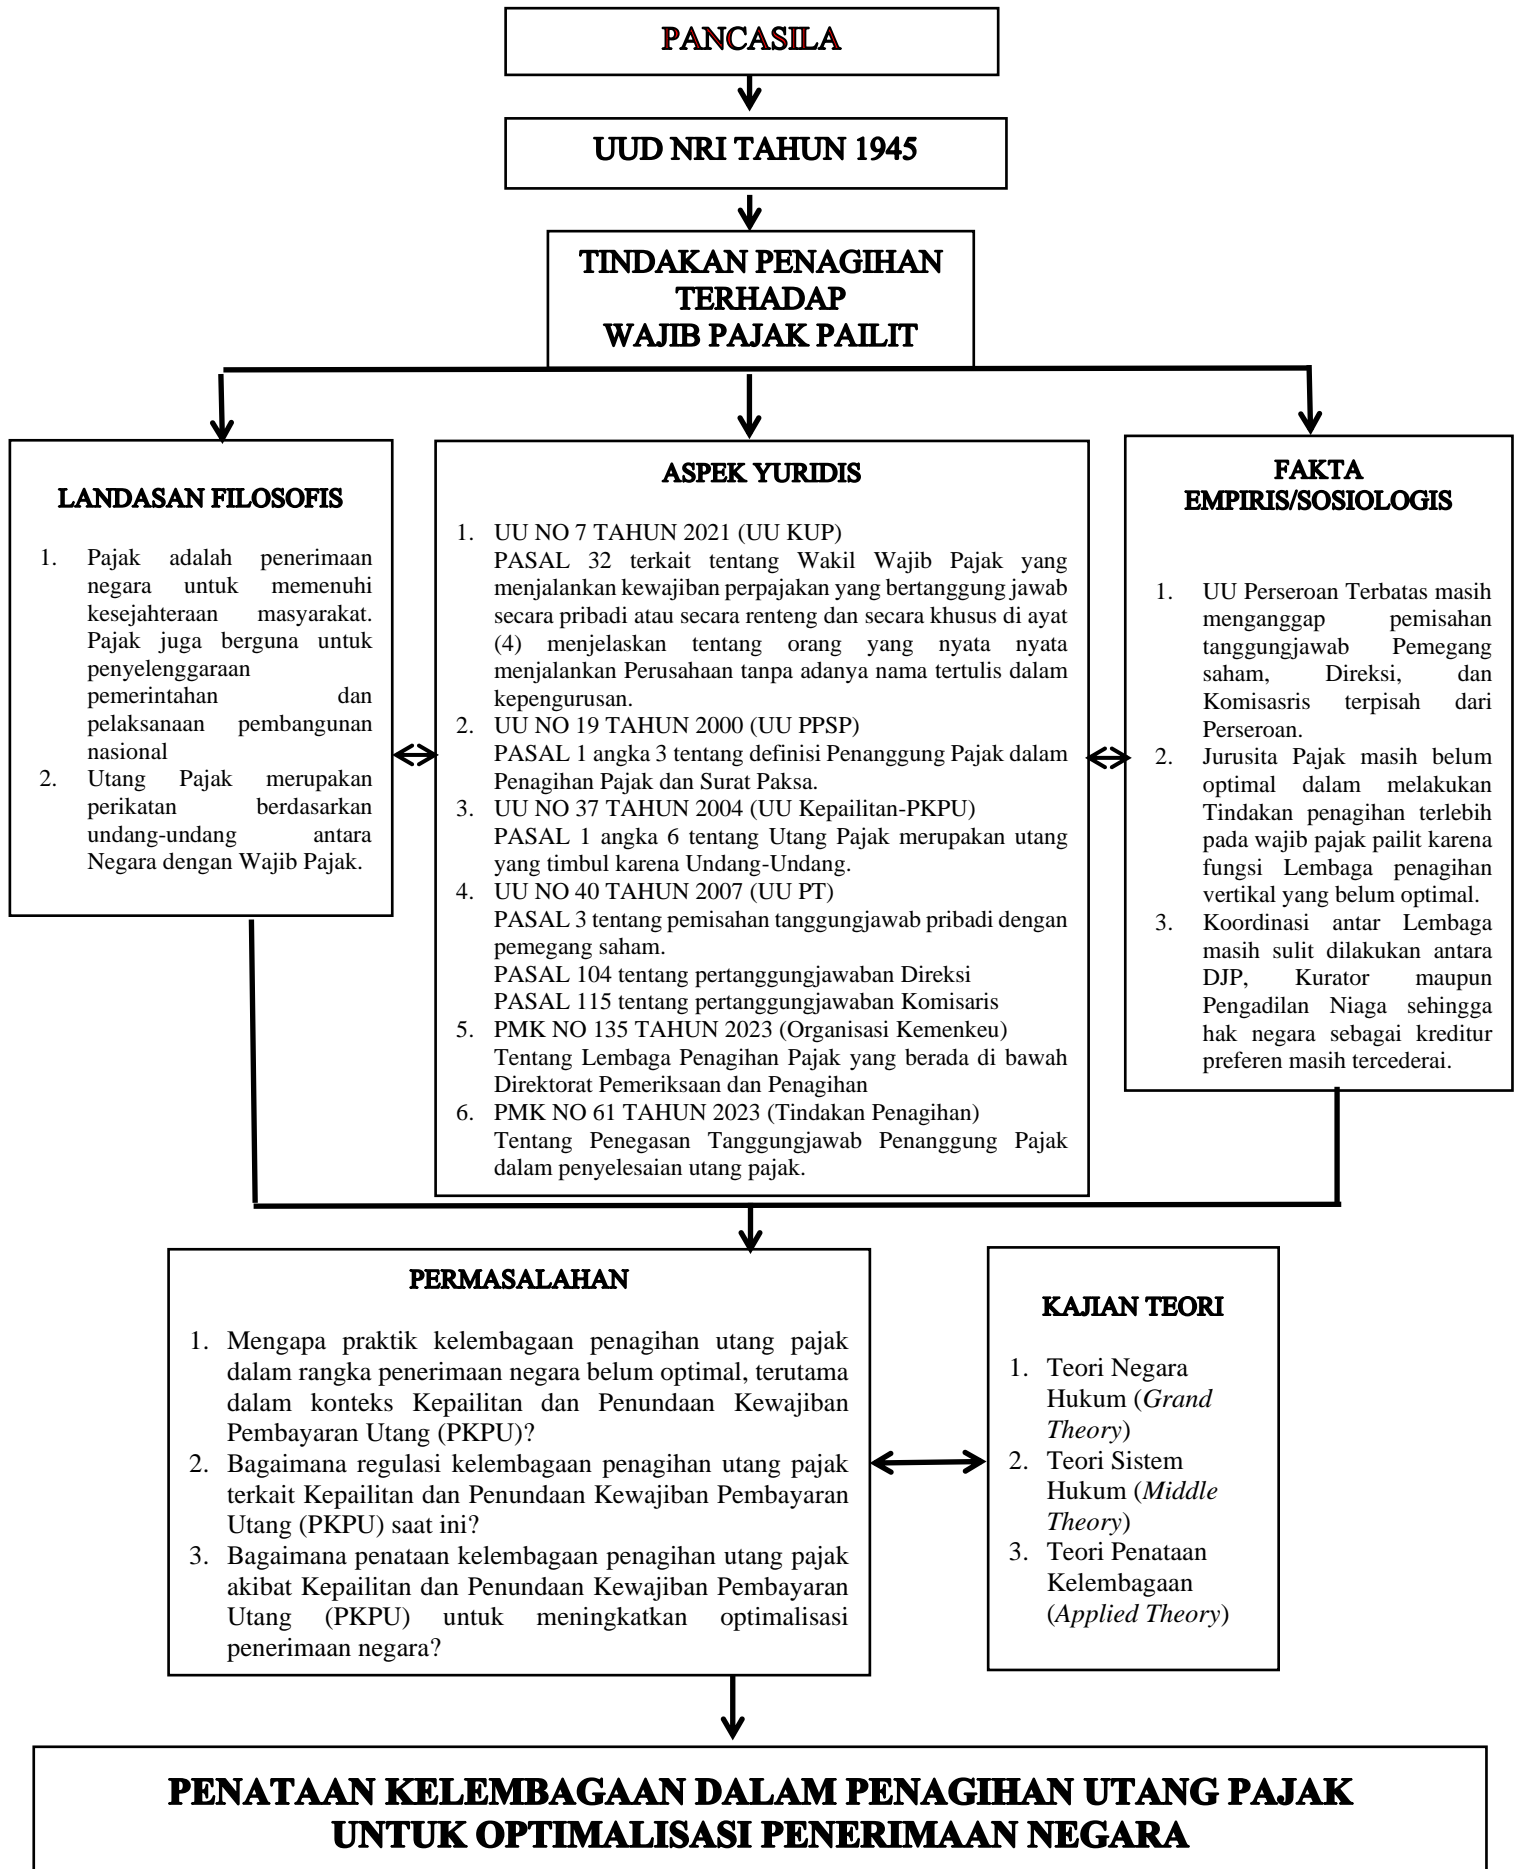 PANCASILA
UUD NRI TAHUN 1945
TINDAKAN PENAGIHAN
TERHADAP
WAJIB PAJAK PAILIT
LANDASAN FILOSOFIS
1. Pajak adalah penerimaan
negara untuk memenuhi
kesejahteraan masyarakat.
Pajak juga berguna untuk
penyelenggaraan
pemerintahan dan
pelaksanaan pembangunan
nasional
2. Utang Pajak merupakan
perikatan berdasarkan
undang-undang antara
Negara dengan Wajib Pajak.
ASPEK YURIDIS
1. UU NO 7 TAHUN 2021 (UU KUP)
PASAL 32 terkait tentang Wakil Wajib Pajak yang
menjalankan kewajiban perpajakan yang bertanggung jawab
secara pribadi atau secara renteng dan secara khusus di ayat
(4) menjelaskan tentang orang yang nyata nyata
menjalankan Perusahaan tanpa adanya nama tertulis dalam
kepengurusan.
2. UU NO 19 TAHUN 2000 (UU PPSP)
PASAL 1 angka 3 tentang definisi Penanggung Pajak dalam
Penagihan Pajak dan Surat Paksa.
3. UU NO 37 TAHUN 2004 (UU Kepailitan-PKPU)
PASAL 1 angka 6 tentang Utang Pajak merupakan utang
yang timbul karena Undang-Undang.
4. UU NO 40 TAHUN 2007 (UU PT)
PASAL 3 tentang pemisahan tanggungjawab pribadi dengan
pemegang saham.
PASAL 104 tentang pertanggungjawaban Direksi
PASAL 115 tentang pertanggungjawaban Komisaris
5. PMK NO 135 TAHUN 2023 (Organisasi Kemenkeu)
Tentang Lembaga Penagihan Pajak yang berada di bawah
Direktorat Pemeriksaan dan Penagihan
6. PMK NO 61 TAHUN 2023 (Tindakan Penagihan)
Tentang Penegasan Tanggungjawab Penanggung Pajak
dalam penyelesaian utang pajak.
FAKTA
EMPIRIS/SOSIOLOGIS
1. UU Perseroan Terbatas masih
menganggap pemisahan
tanggungjawab Pemegang
saham, Direksi, dan
Komisasris terpisah dari
Perseroan.
2. Jurusita Pajak masih belum
optimal dalam melakukan
Tindakan penagihan terlebih
pada wajib pajak pailit karena
fungsi Lembaga penagihan
vertikal yang belum optimal.
3. Koordinasi antar Lembaga
masih sulit dilakukan antara
DJP, Kurator maupun
Pengadilan Niaga sehingga
hak negara sebagai kreditur
preferen masih tercederai.
PERMASALAHAN
1. Mengapa praktik kelembagaan penagihan utang pajak
dalam rangka penerimaan negara belum optimal, terutama
dalam konteks Kepailitan dan Penundaan Kewajiban
Pembayaran Utang (PKPU)?
2. Bagaimana regulasi kelembagaan penagihan utang pajak
terkait Kepailitan dan Penundaan Kewajiban Pembayaran
Utang (PKPU) saat ini?
3. Bagaimana penataan kelembagaan penagihan utang pajak
akibat Kepailitan dan Penundaan Kewajiban Pembayaran
Utang (PKPU) untuk meningkatkan optimalisasi
penerimaan negara?
KAJIAN TEORI
1. Teori Negara
Hukum (Grand
Theory)
2. Teori Sistem
Hukum (Middle
Theory)
3. Teori Penataan
Kelembagaan
(Applied Theory)
PENATAAN KELEMBAGAAN DALAM PENAGIHAN UTANG PAJAK
UNTUK OPTIMALISASI PENERIMAAN NEGARA